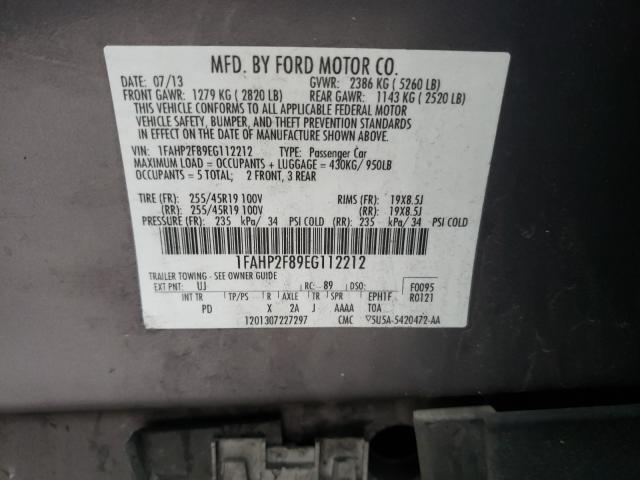 MFD. BY FORD MOTOR CO.
DATE: 07/13 GVWR: 2386 KG ( 5260 LB)
FRONT GAWR: 1279 KG ( 2820 LB) REAR GAWR: 1143 KG ( 2520 LB)
THIS VEHICLE CONFORMS TO ALL APPLICABLE FEDERAL MOTOR
VEHICLE SAFETY, BUMPER, AND THEFT PREVENTION STANDARDS
IN EFFECT ON THE DATE OF MANUFACTURE SHOWN ABOVE.
VIN: 1FAHP2F89EG112212 TYPE: Passenger Car
MAXIMUM LOAD = OCCUPANTS + LUGGAGE = 430KG/ 950LB
OCCUPANTS = 5 TOTAL; 2 FRONT, 3 REAR
TIRE (FR): 255/45R19 100V RIMS (FR): 19X8.5J
(RR): 255/45R19 100V (RR): 19X8.5J
PRESSURE (FR): 235 kPa/ 34 PSI COLD (RR): 235 kPa/ 34 PSI COLD
1FAHP2F89EG112212
TRAILER TOWING - SEE OWNER GUIDE
EXT PNT: UJ RC: 89 DSO: F0095
INT TR TP/PS R AXLE TR SPR EPH1F R0121
PD X 2A J AAAA T0A
1201307227297 CMC 5U5A-5420472-AA